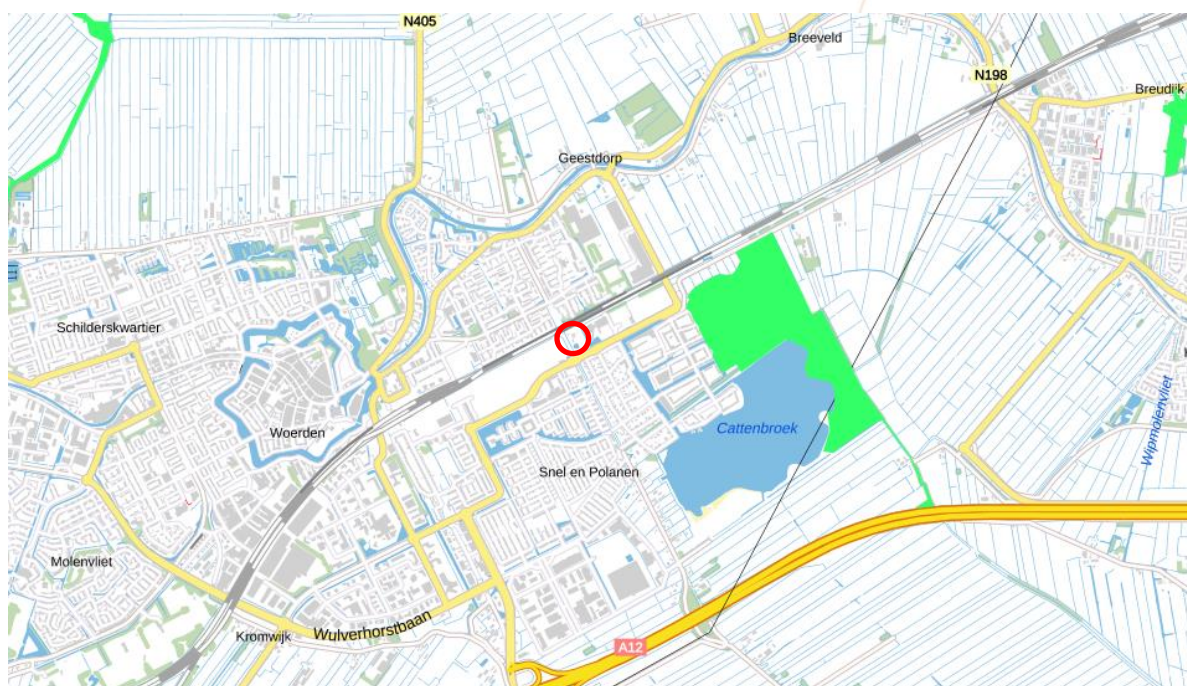 N405
Breeveld
N198
Breudijk
Geestdorp
Schilderskwartier
Cattenbroek
Woerden
Wipmolenvliet
Snel en Polanen
Molenvliet
Kromwijk
Wulverhorstbaan
A12